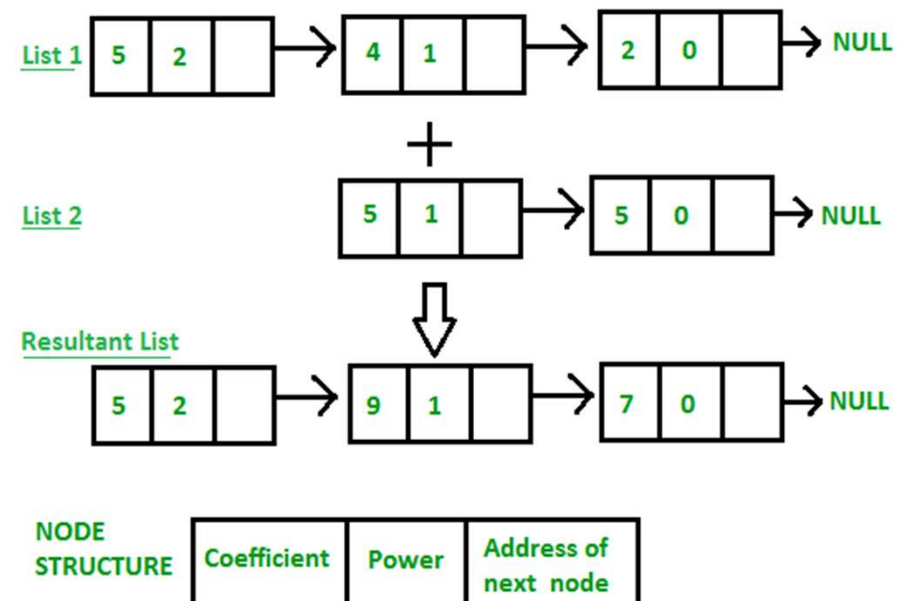 List 1 5 2 4 1 2 0 NULL
+
List 2 5 1 5 0 NULL
Resultant List
5 2 9 1 7 0 NULL
NODE STRUCTURE
Coefficient
Power
Address of
next node